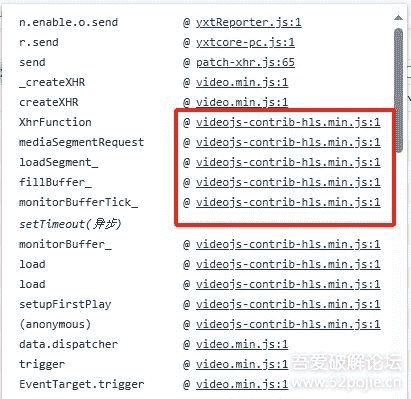 n.enable.o.send @ yxtReporter.js:1
r.send @ yxtcore-pc.js:1
send @ patch-xhr.js:65
_createXHR @ video.min.js:1
createXHR @ video.min.js:1
XhrFunction @ videojs-contrib-hls.min.js:1
mediaSegmentRequest @ videojs-contrib-hls.min.js:1
loadSegment_ @ videojs-contrib-hls.min.js:1
fillBuffer_ @ videojs-contrib-hls.min.js:1
monitorBufferTick_ @ videojs-contrib-hls.min.js:1
setTimeout(异步)
monitorBuffer_ @ videojs-contrib-hls.min.js:1
load @ videojs-contrib-hls.min.js:1
load @ videojs-contrib-hls.min.js:1
setupFirstPlay @ videojs-contrib-hls.min.js:1
(anonymous) @ videojs-contrib-hls.min.js:1
data.dispatcher @ video.min.js:1
trigger @ video.min.js:1
EventTarget.trigger @ video.min.js:1
吾爱破解论坛
www.52pojie.cn